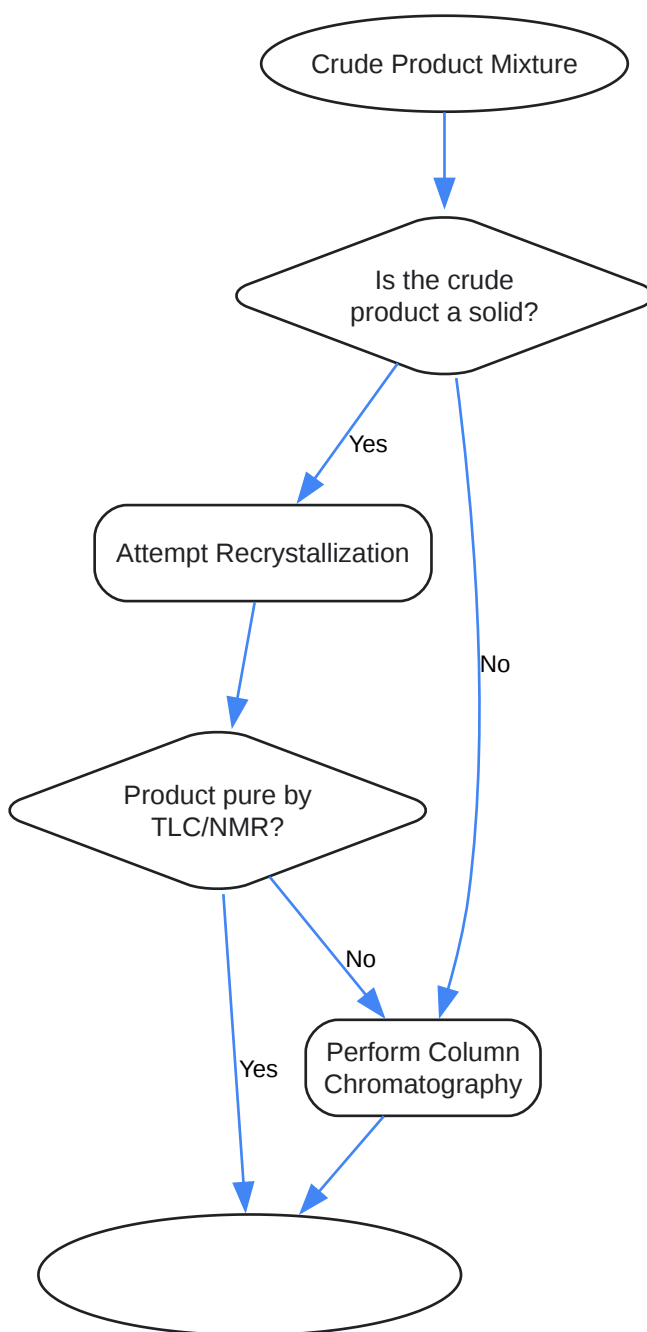 Crude Product Mixture
Is the crude
product a solid?
Yes
Attempt Recrystallization
No
Product pure by
TLC/NMR?
No
Yes
Perform Column
Chromatography